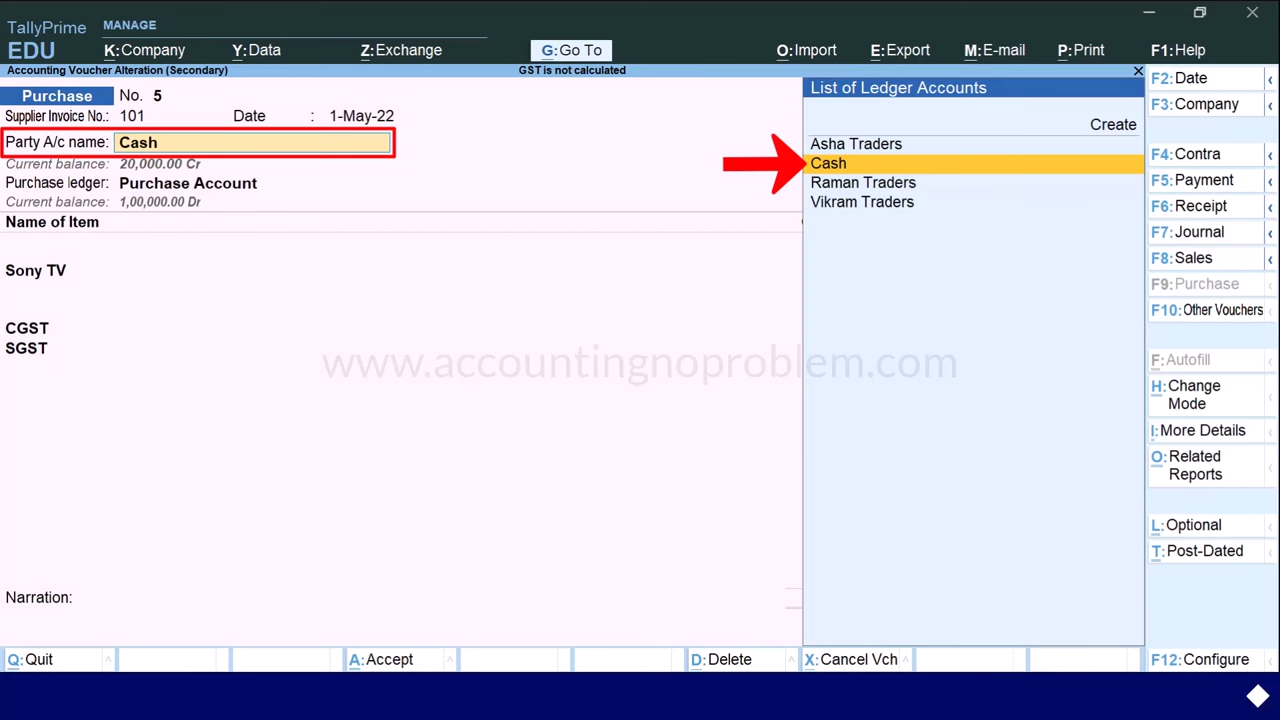 TallyPrime MANAGE
EDU K:Company Y:Data Z:Exchange G:Go To O:Import E:Export M:E-mail P:Print F1:Help
Accounting Voucher Alteration (Secondary) GST is not calculated
Purchase No. 5
Supplier Invoice No.: 101 Date : 1-May-22
Party A/c name: Cash
Current balance: 20,000.00 Cr
Purchase ledger: Purchase Account
Current balance: 1,00,000.00 Dr
Name of Item
Sony TV
CGST
SGST
www.accountingnoproblem.com
Narration:
List of Ledger Accounts
Create
Asha Traders
Cash
Raman Traders
Vikram Traders
F2:Date
F3:Company
F4:Contra
F5:Payment
F6:Receipt
F7:Journal
F8:Sales
F9:Purchase
F10:Other Vouchers
F:Autofill
H:Change
Mode
I:More Details
O:Related
Reports
L:Optional
T:Post-Dated
Q:Quit A:Accept D:Delete X:Cancel Vch F12:Configure